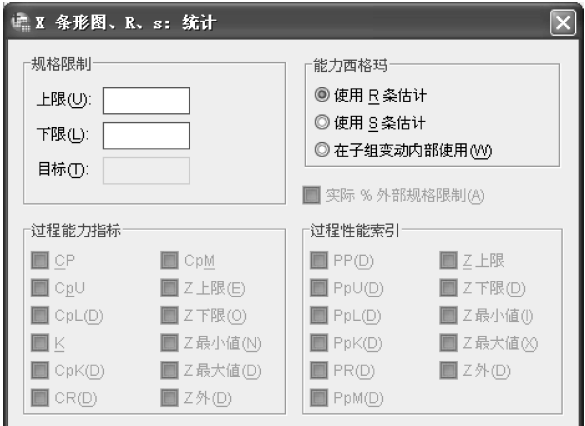 X 条形图、R、s：统计
规格限制
上限(U):
下限(L):
目标(T):
能力西格玛
使用 R 条估计
使用 S 条估计
在子组变动内部使用(W)
实际 % 外部规格限制(A)
过程能力指标
CP
CpU
CpL(D)
K
CpK(D)
CR(D)
CpM
Z 上限(E)
Z 下限(O)
Z 最小值(N)
Z 最大值(D)
Z 外(D)
过程性能索引
PP(D)
PpU(D)
PpL(D)
PpK(D)
PR(D)
PpM(D)
Z 上限
Z 下限(D)
Z 最小值(I)
Z 最大值(X)
Z 外(D)